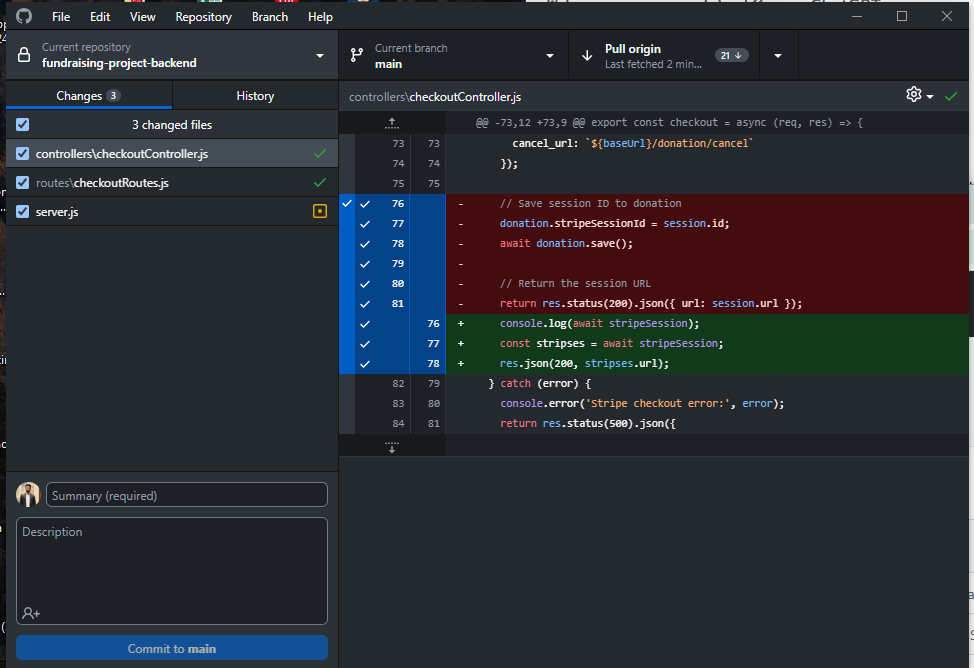 File Edit View Repository Branch Help
Current repository
fundraising-project-backend
Current branch
main
Pull origin
Last fetched 2 min...
21
Changes 3
History
3 changed files
controllers\checkoutController.js
routes\checkoutRoutes.js
server.js
Summary (required)
Description
Commit to main
controllers\checkoutController.js
@@ -73,12 +73,9 @@ export const checkout = async (req, res) => {
73 73 cancel_url: `${baseUrl}/donation/cancel`
74 74 });
75 75
76 - // Save session ID to donation
77 - donation.stripeSessionId = session.id;
78 - await donation.save();
79 -
80 - // Return the session URL
81 - return res.status(200).json({ url: session.url });
76 + console.log(await stripeSession);
77 + const stripses = await stripeSession;
78 + res.json(200, stripses.url);
82 79 } catch (error) {
83 80 console.error('Stripe checkout error:', error);
84 81 return res.status(500).json({